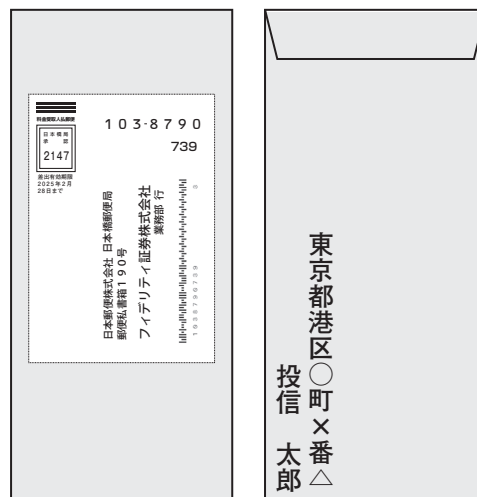 料金受取人払郵便
日本橋局
承認
2147
差出有効期限
2025年2月
28日まで
103-8790
739
日本郵便株式会社 日本橋郵便局
郵便私書箱190号
フィデリティ証券株式会社
業務部 行
3
1638796739
東京都港区○町×番△
投信 太郎